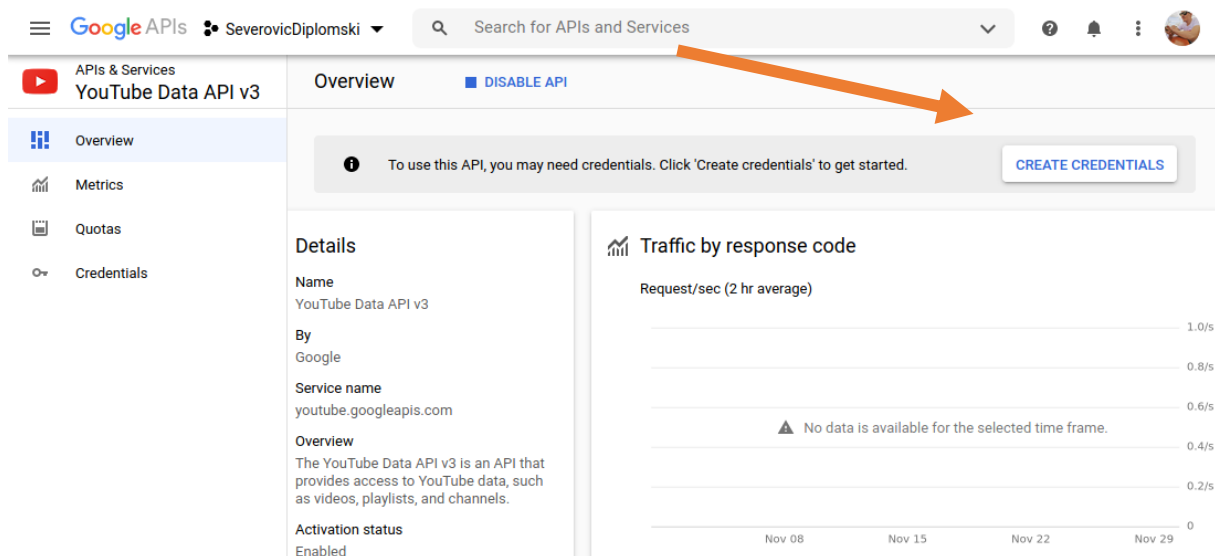 Google APIs SeverovicDiplomski Search for APIs and Services
APIs & Services
YouTube Data API v3
Overview
Metrics
Quotas
Credentials
Overview DISABLE API
To use this API, you may need credentials. Click 'Create credentials' to get started. CREATE CREDENTIALS
Details
Name
YouTube Data API v3
By
Google
Service name
youtube.googleapis.com
Overview
The YouTube Data API v3 is an API that
provides access to YouTube data, such
as videos, playlists, and channels.
Activation status
Enabled
Traffic by response code
Request/sec (2 hr average)
1.0/s
0.8/s
0.6/s
No data is available for the selected time frame.
0.4/s
0.2/s
0
Nov 08 Nov 15 Nov 22 Nov 29